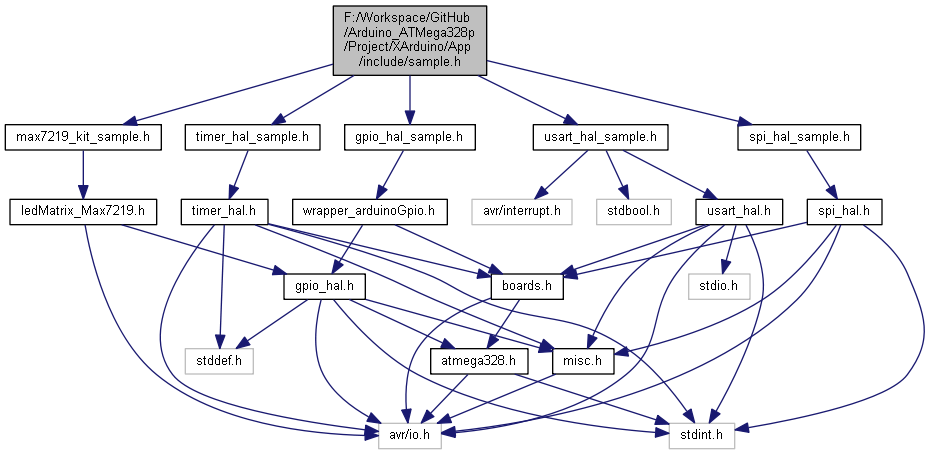 F:/Workspace/GitHub
/Arduino_ATMega328p
/Project/XArduino/App
/include/sample.h
max7219_kit_sample.h
timer_hal_sample.h
gpio_hal_sample.h
usart_hal_sample.h
spi_hal_sample.h
ledMatrix_Max7219.h
timer_hal.h
wrapper_arduinoGpio.h
avr/interrupt.h
stdbool.h
usart_hal.h
spi_hal.h
gpio_hal.h
boards.h
stdio.h
stddef.h
atmega328.h
misc.h
avr/io.h
stdint.h